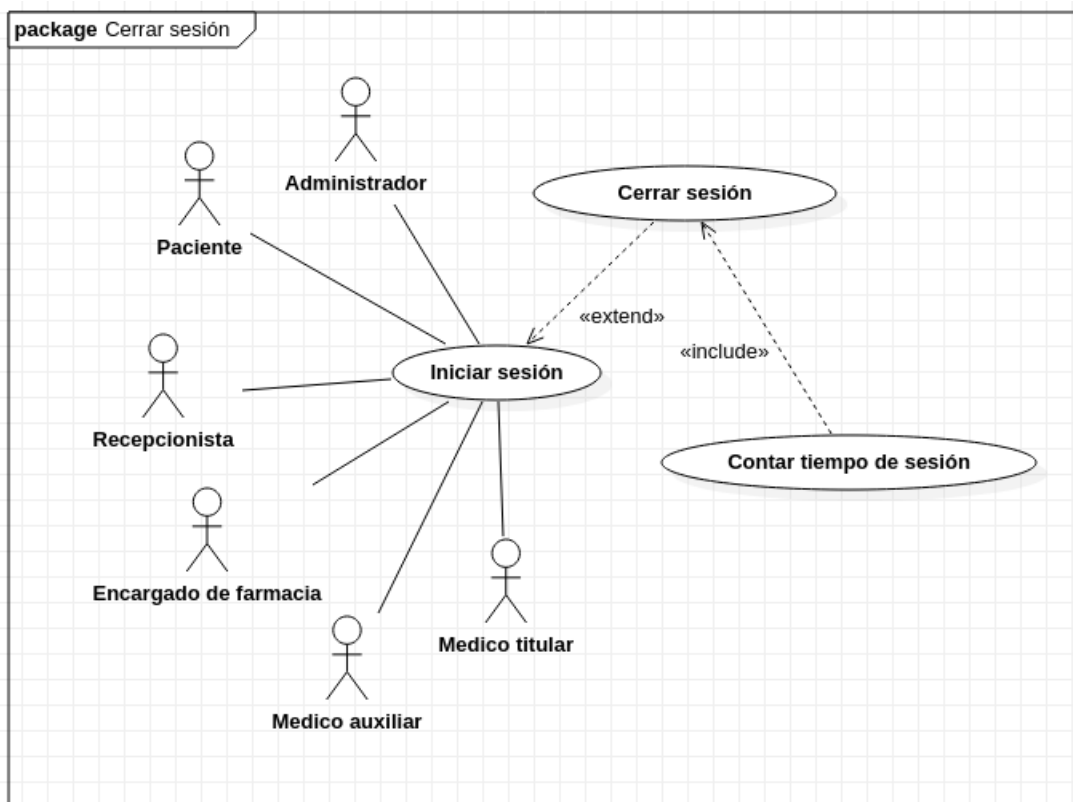 package Cerrar sesión
Administrador
Paciente
Cerrar sesión
«extend»
«include»
Iniciar sesión
Recepcionista
Contar tiempo de sesión
Encargado de farmacia
Medico titular
Medico auxiliar